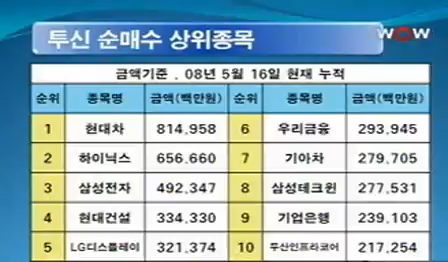 투신 순매수 상위종목
WOW
금액기준 , 08년 5월 16일 현재 누적
순위 종목명 금액(백만원) 순위 종목명 금액(백만원)
1 현대차 814,958 6 우리금융 293,945
2 하이닉스 656,660 7 기아차 279,705
3 삼성전자 492,347 8 삼성테크윈 277,531
4 현대건설 334,330 9 기업은행 239,103
5 LG디스플레이 321,374 10 두산인프라코어 217,254